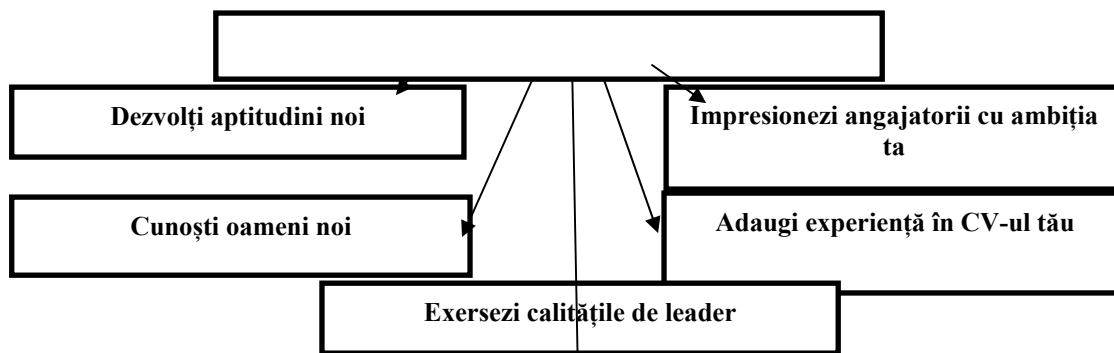 Dezvolți aptitudini noi
Impresionezi angajatorii cu ambiția
ta
Cunoști oameni noi
Adaugi experiență în CV-ul tău
Exersezi calitățile de leader